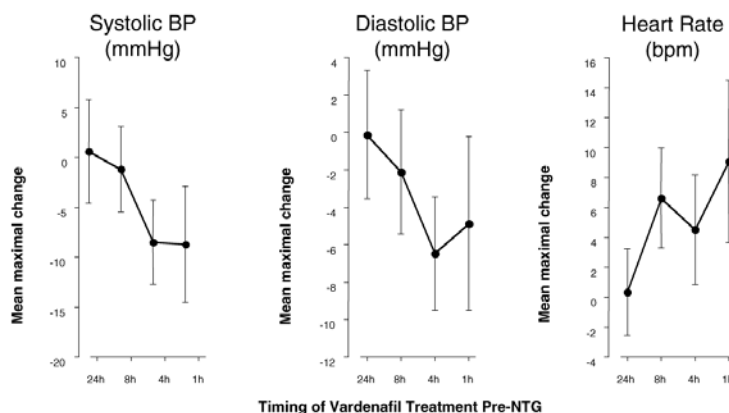 Systolic BP
(mmHg)
Mean maximal change
10
5
0
-5
-10
-15
-20
24h 8h 4h 1h
Diastolic BP
(mmHg)
Mean maximal change
4
2
0
-2
-4
-6
-8
-10
-12
24h 8h 4h 1h
Heart Rate
(bpm)
Mean maximal change
16
14
12
10
8
6
4
2
0
-2
-4
24h 8h 4h 1h
Timing of Vardenafil Treatment Pre-NTG